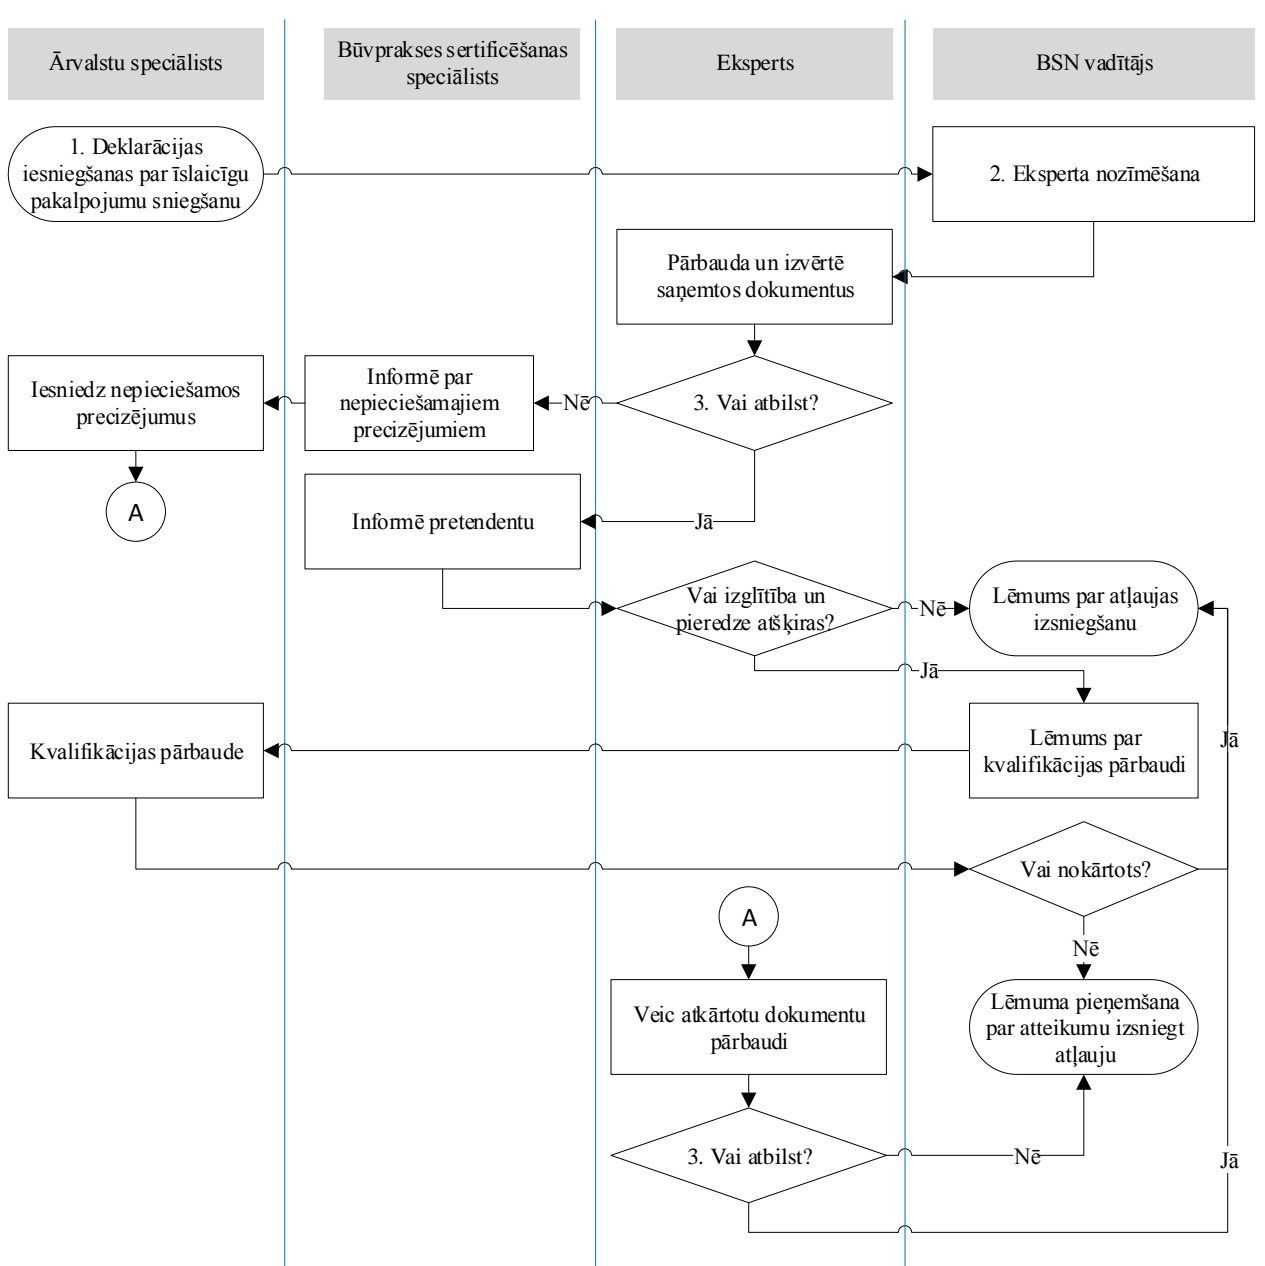 Ārvalstu speciālists
Būvprakses sertificēšanas
speciālists
Eksperts
BSN vadītājs
1. Deklarācijas
iesniegšanas par īslaicīgu
pakalpojumu sniegšanu
2. Eksperta nozīmēšana
Pārbauda un izvērtē
saņemtos dokumentus
Iesniedz nepieciešamos
precizējumus
Informē par
nepieciešamajiem
precizējumiem
Nē
3. Vai atbilst?
A
Informē pretendentu
Jā
Vai izglītība un
pieredze atšķiras?
Nē
Lēmums par atļaujas
izsniegšanu
Jā
Kvalifikācijas pārbaude
Lēmums par
kvalifikācijas pārbaudi
Jā
Vai nokārtots?
A
Nē
Veic atkārtotu dokumentu
pārbaudi
Lēmuma pieņemšana
par atteikumu izsniegt
atļauju
3. Vai atbilst?
Nē
Jā